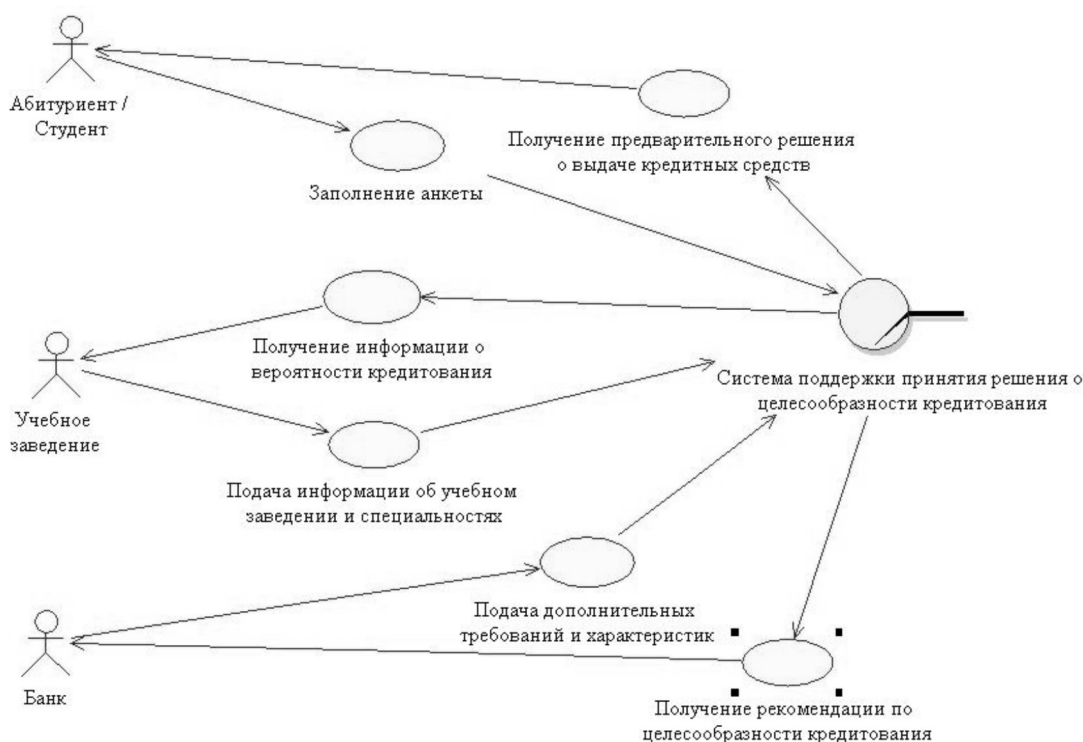 Абитуриент /
Студент
Получение предварительного решения
о выдаче кредитных средств
Заполнение анкеты
Получение информации о
вероятности кредитования
Система поддержки принятия решения о
целесообразности кредитования
Учебное
заведение
Подача информации об учебном
заведении и специальностях
Подача дополнительных
требований и характеристик
Банк
Получение рекомендации по
целесообразности кредитования